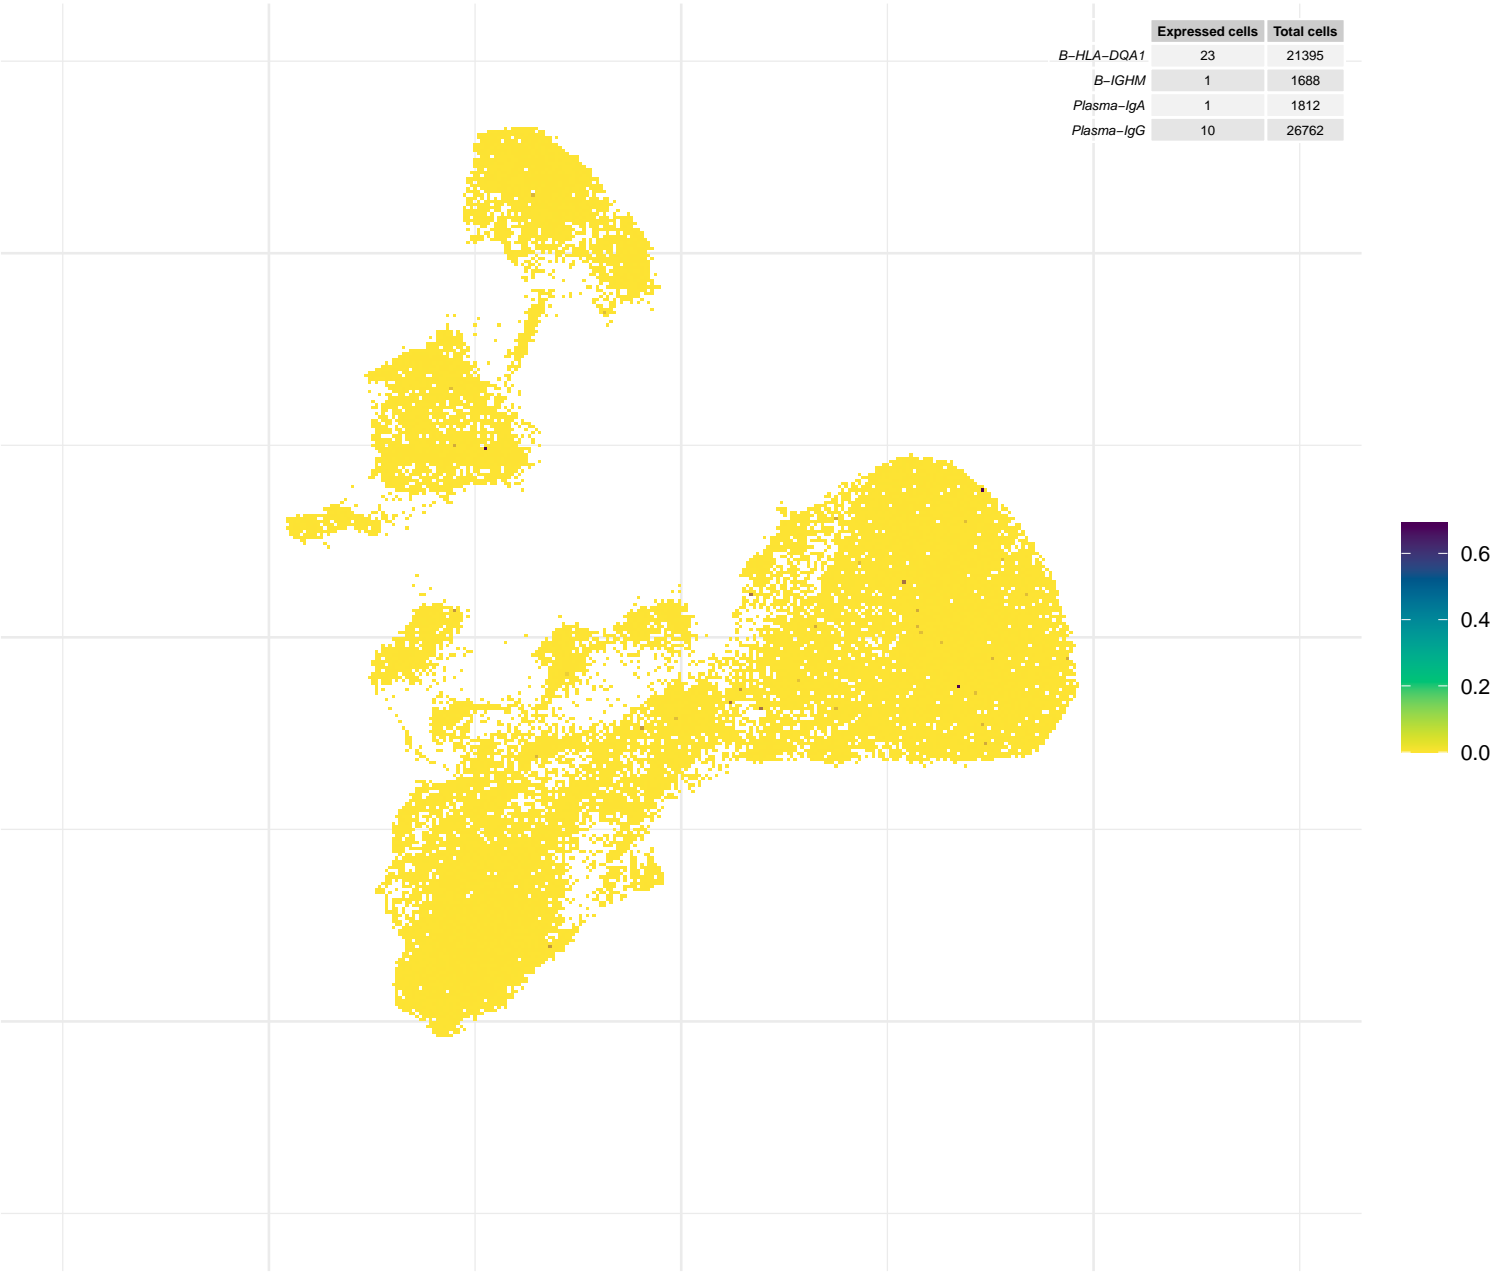 Expressed cells Total cells
B−HLA−DQA1 23 21395
B−IGHM 1 1688
Plasma−IgA 1 1812
Plasma−IgG 10 26762
0.6
0.4
0.2
0.0